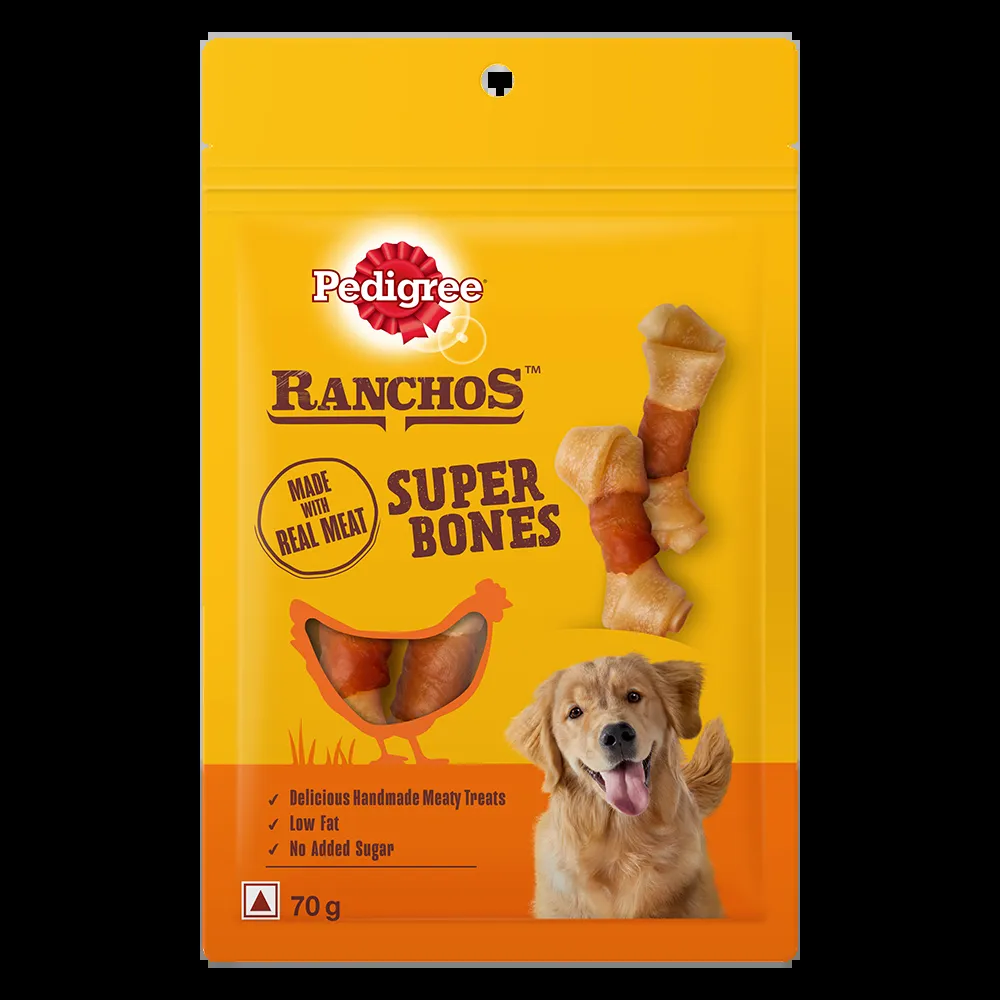 Pedigree
RANCHOS™
MADE
WITH
REAL MEAT
SUPER
BONES
✓ Delicious Handmade Meaty Treats
✓ Low Fat
✓ No Added Sugar
70 g